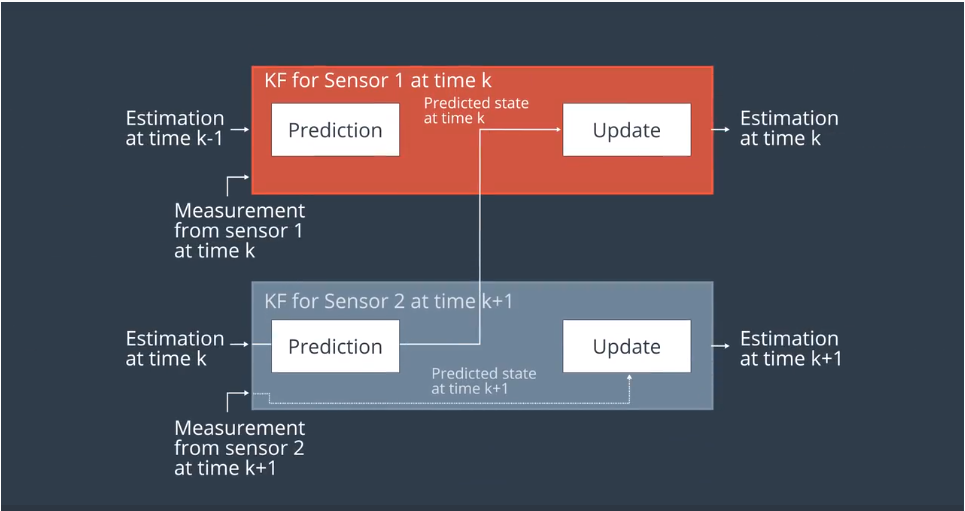 KF for Sensor 1 at time k
Predicted state
at time k
Estimation
at time k-1
Prediction
Update
Estimation
at time k
Measurement
from sensor 1
at time k
KF for Sensor 2 at time k+1
Estimation
at time k
Prediction
Update
Estimation
at time k+1
Predicted state
at time k+1
Measurement
from sensor 2
at time k+1